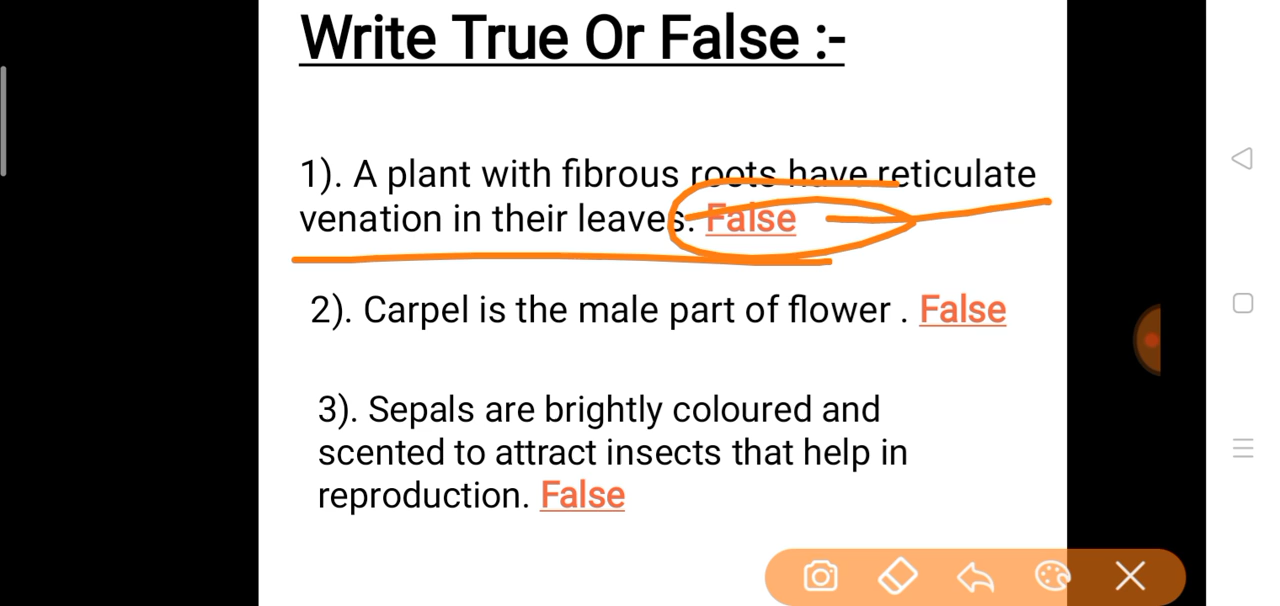 Write True Or False :-
1). A plant with fibrous roots have reticulate
venation in their leaves. False
2). Carpel is the male part of flower . False
3). Sepals are brightly coloured and
scented to attract insects that help in
reproduction. False